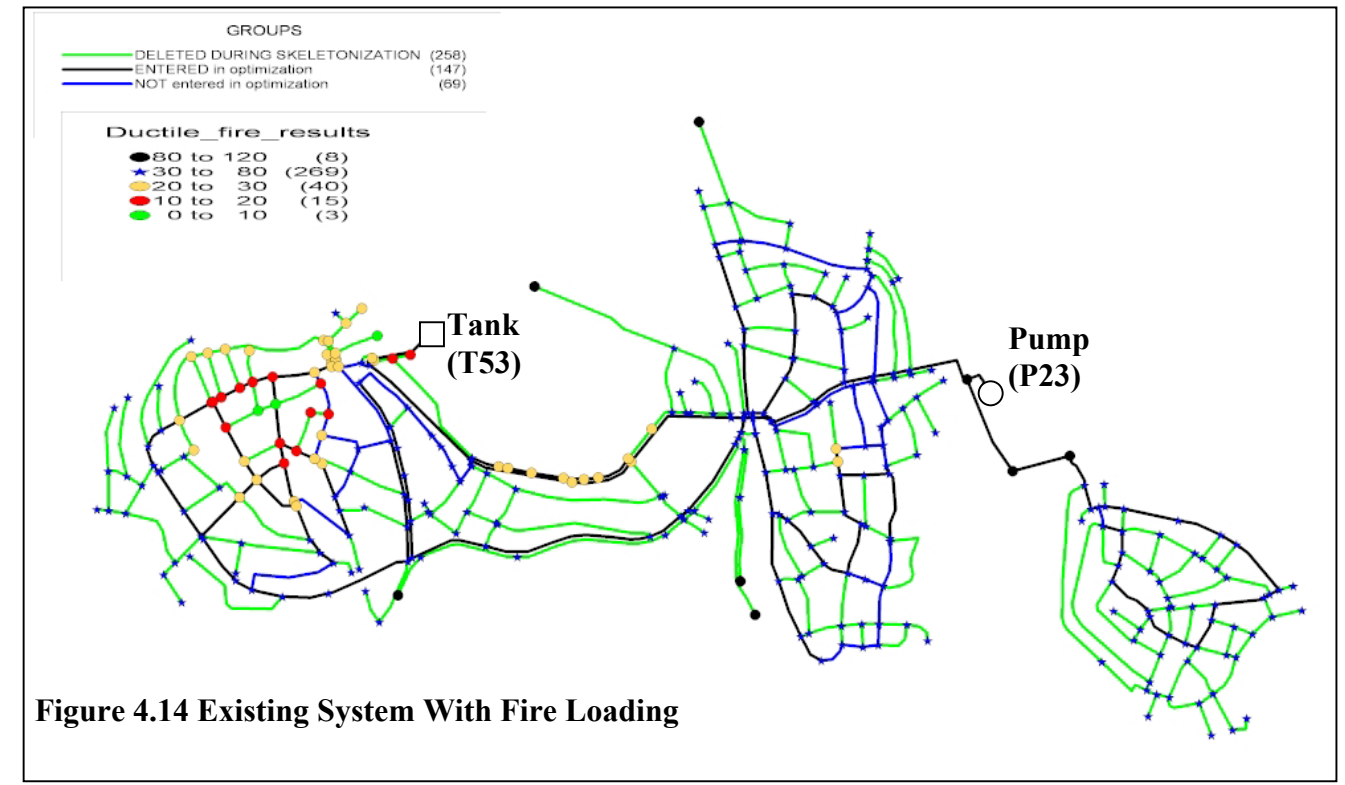 GROUPS
DELETED DURING SKELETONIZATION (258)
ENTERED in optimization (147)
NOT entered in optimization (69)
Ductile_fire_results
80 to 120 (8)
30 to 80 (269)
20 to 30 (40)
10 to 20 (15)
0 to 10 (3)
Tank
(T53)
Pump
(P23)
Figure 4.14 Existing System With Fire Loading